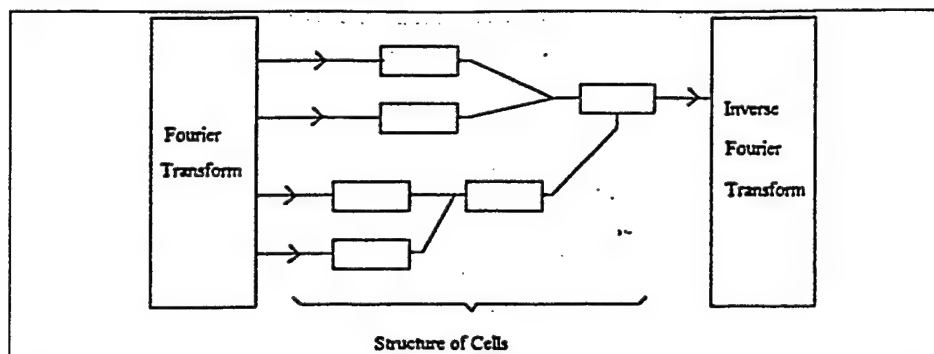 Fourier
Transform
Inverse
Fourier
Transform
Structure of Cells